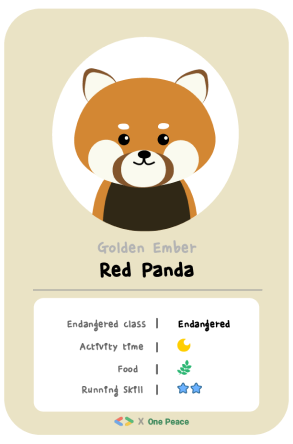 Golden Ember
Red Panda
Endangered class | Endangered
Activity time |
Food |
Running Skill |
X One Peace